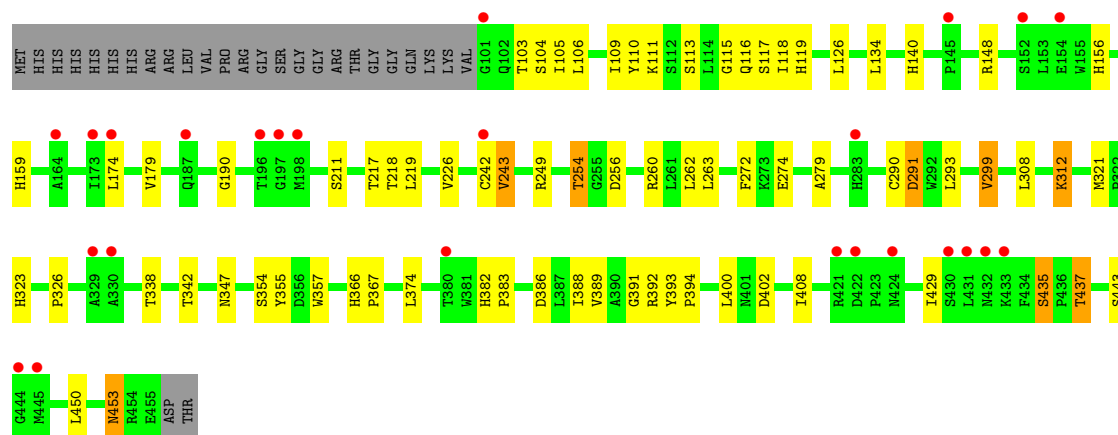 MET HIS HIS HIS HIS HIS HIS ARG ARG LEU VAL PRO ARG GLY SER GLY GLY ARG THR GLY GLY GLN LYS LYS VAL G101 Q102 T103 S104 I105 L106 I109 Y110 K111 S112 S113 L114 G115 Q116 S117 I118 H119 L126 L134 H140 P145 R148 S152 L153 E154 W155 H156
H159 A164 I173 L174 V179 Q187 G190 T196 G197 M198 S211 T217 T218 L219 V226 C242 V243 R249 T254 G255 D256 R260 L261 L262 L263 F272 K273 E274 A279 H283 C290 D291 W292 L293 V299 L308 K312 M321 P322
H323 P326 A329 A330 T338 T342 N347 S354 Y355 D356 W357 H366 P367 L374 T380 W381 H382 P383 D386 L387 I388 V389 A390 G391 R392 Y393 P394 L400 N401 D402 I408 R421 D422 P423 N424 I429 S430 L431 N432 K433 F434 S435 P436 T437 S443
G444 M445 L450 N453 R454 E455 ASP THR